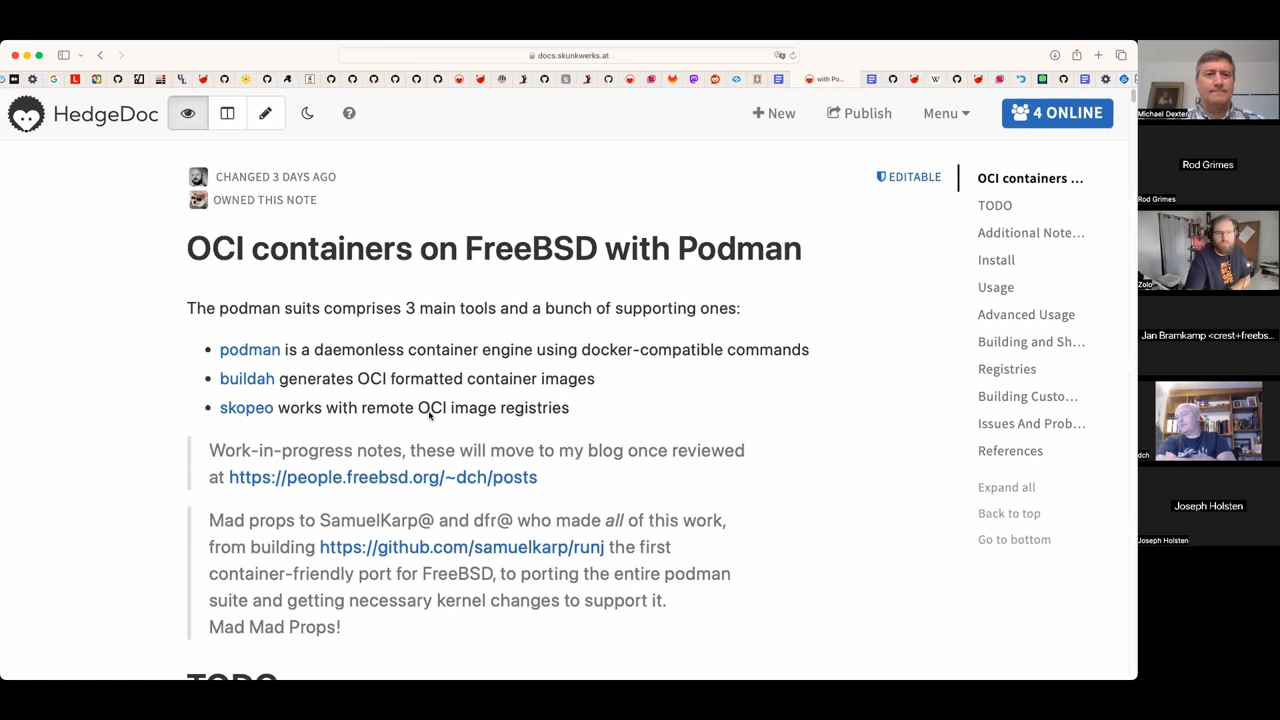 docs.skunkwerks.at
with Po...
HedgeDoc
New
Publish
Menu
4 ONLINE
CHANGED 3 DAYS AGO
OWNED THIS NOTE
EDITABLE
OCI containers on FreeBSD with Podman
The podman suits comprises 3 main tools and a bunch of supporting ones:
podman is a daemonless container engine using docker-compatible commands
buildah generates OCI formatted container images
skopeo works with remote OCI image registries
Work-in-progress notes, these will move to my blog once reviewed
at https://people.freebsd.org/~dch/posts
Mad props to SamuelKarp@ and dfr@ who made all of this work,
from building https://github.com/samuelkarp/runj the first
container-friendly port for FreeBSD, to porting the entire podman
suite and getting necessary kernel changes to support it.
Mad Mad Props!
TODO
OCI containers ...
TODO
Additional Note...
Install
Usage
Advanced Usage
Building and Sh...
Registries
Building Custo...
Issues And Prob...
References
Expand all
Back to top
Go to bottom
Michael Dexter
Rod Grimes
Rod Grimes
Zolo
Jan Bramkamp <crest+freebs...
dch
Joseph Holsten
Joseph Holsten